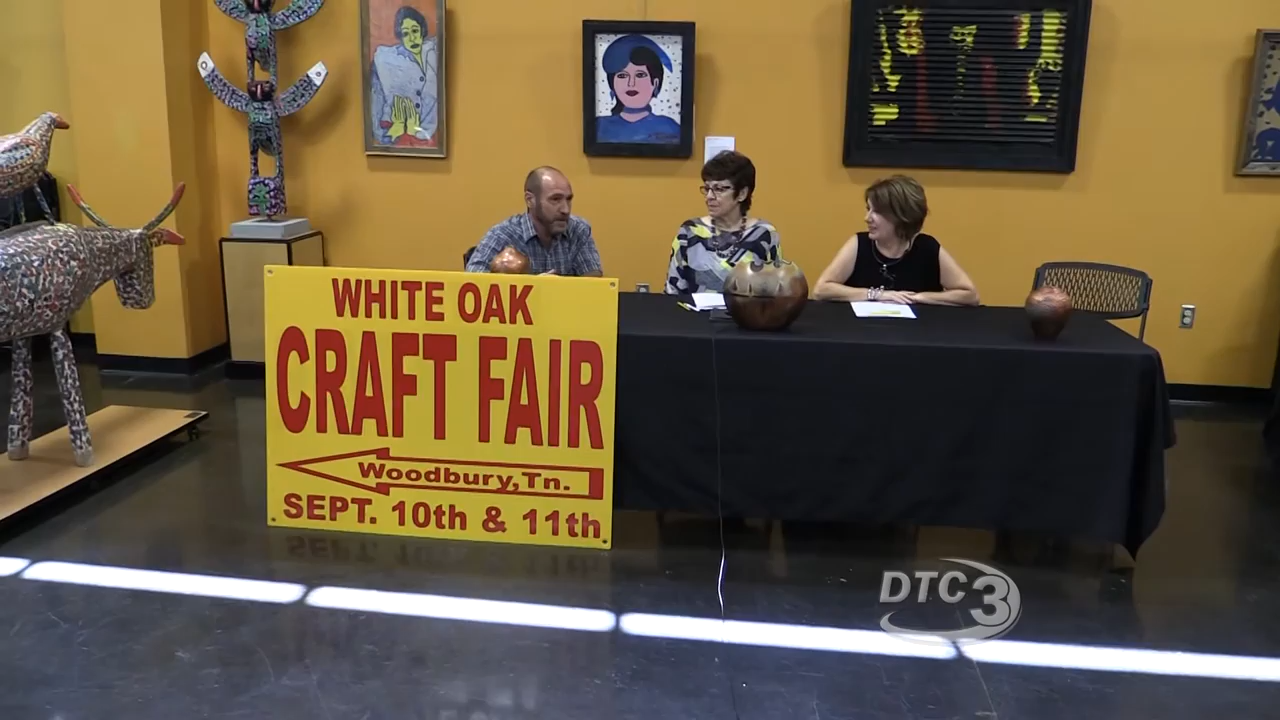 WHITE OAK
CRAFT FAIR
Woodbury,Tn.
SEPT. 10th & 11th
DTC3